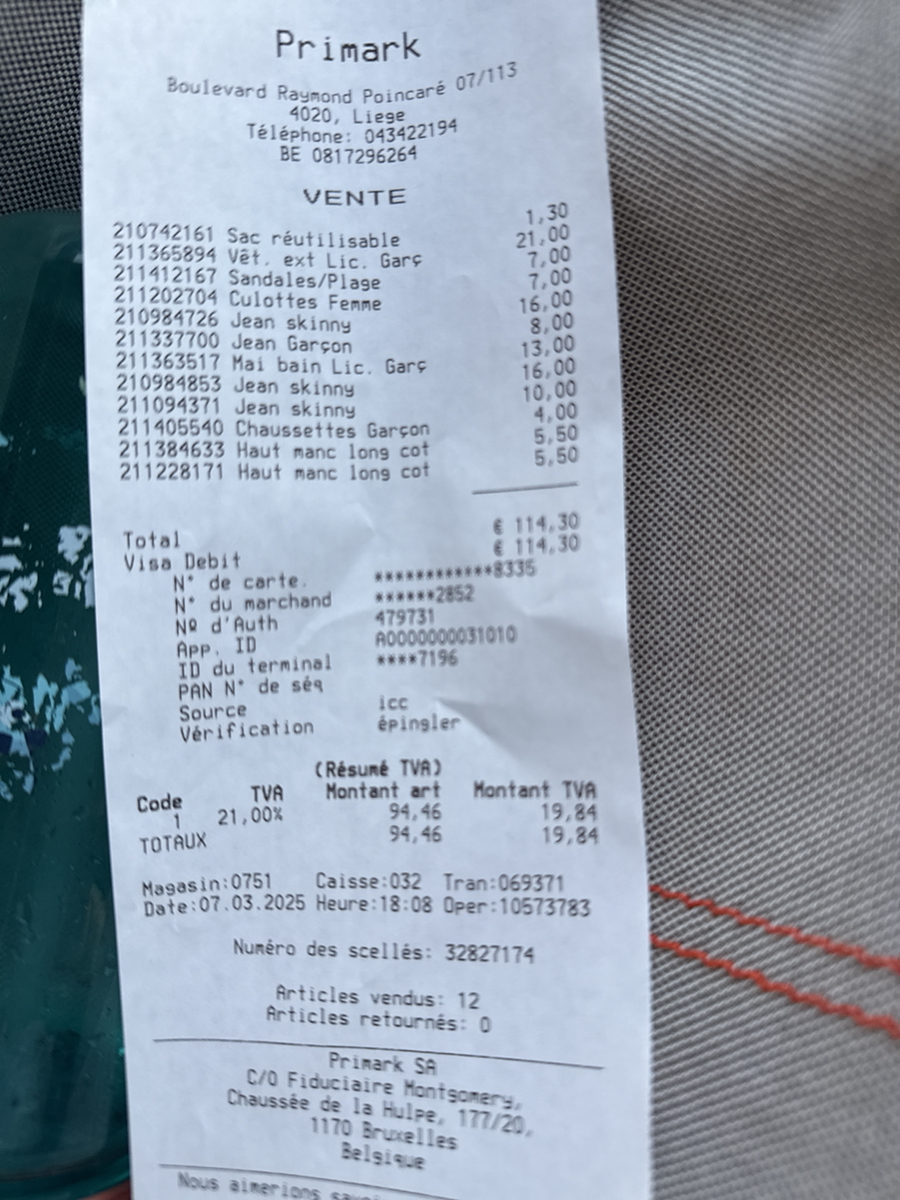 Primark
Boulevard Raymond Poincaré 07/113
4020, Liege
Téléphone: 043422194
BE 0817296264
VENTE
210742161 Sac réutilisable 1,30
211365894 Vêt. ext Lic. Garç 21,00
211412167 Sandales/Plage 7,00
211202704 Culottes Femme 7,00
210984726 Jean skinny 16,00
211337700 Jean Garçon 8,00
211363517 Mai bain Lic. Garç 13,00
210984853 Jean skinny 16,00
211094371 Jean skinny 10,00
211405540 Chaussettes Garçon 4,00
211384633 Haut manc long cot 5,50
211228171 Haut manc long cot 5,50
Total € 114,30
Visa Debit € 114,30
N° de carte. ************8335
N° du marchand ******2852
Nº d'Auth 479731
App. ID A0000000031010
ID du terminal ****7196
PAN N° de séq
Source icc
Vérification épingler
(Résumé TVA)
Code TVA Montant art Montant TVA
1 21,00% 94,46 19,84
TOTAUX 94,46 19,84
Magasin:0751 Caisse:032 Tran:069371
Date:07.03.2025 Heure:18:08 Oper:10573783
Numéro des scellés: 32827174
Articles vendus: 12
Articles retournés: 0
Primark SA
C/O Fiduciaire Montgomery,
Chaussée de la Hulpe, 177/20,
1170 Bruxelles
Belgique
Nous aimerions